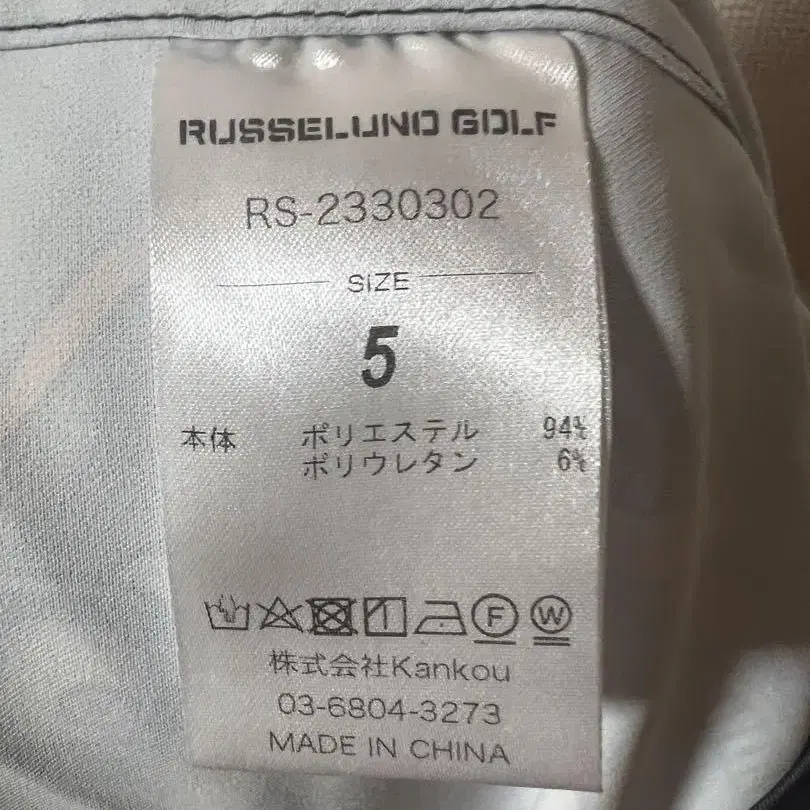 RUSSELUNO GOLF
RS-2330302
SIZE
5
本体 ポリエステル 94%
ポリウレタン 6%
F W
株式会社Kankou
03-6804-3273
MADE IN CHINA